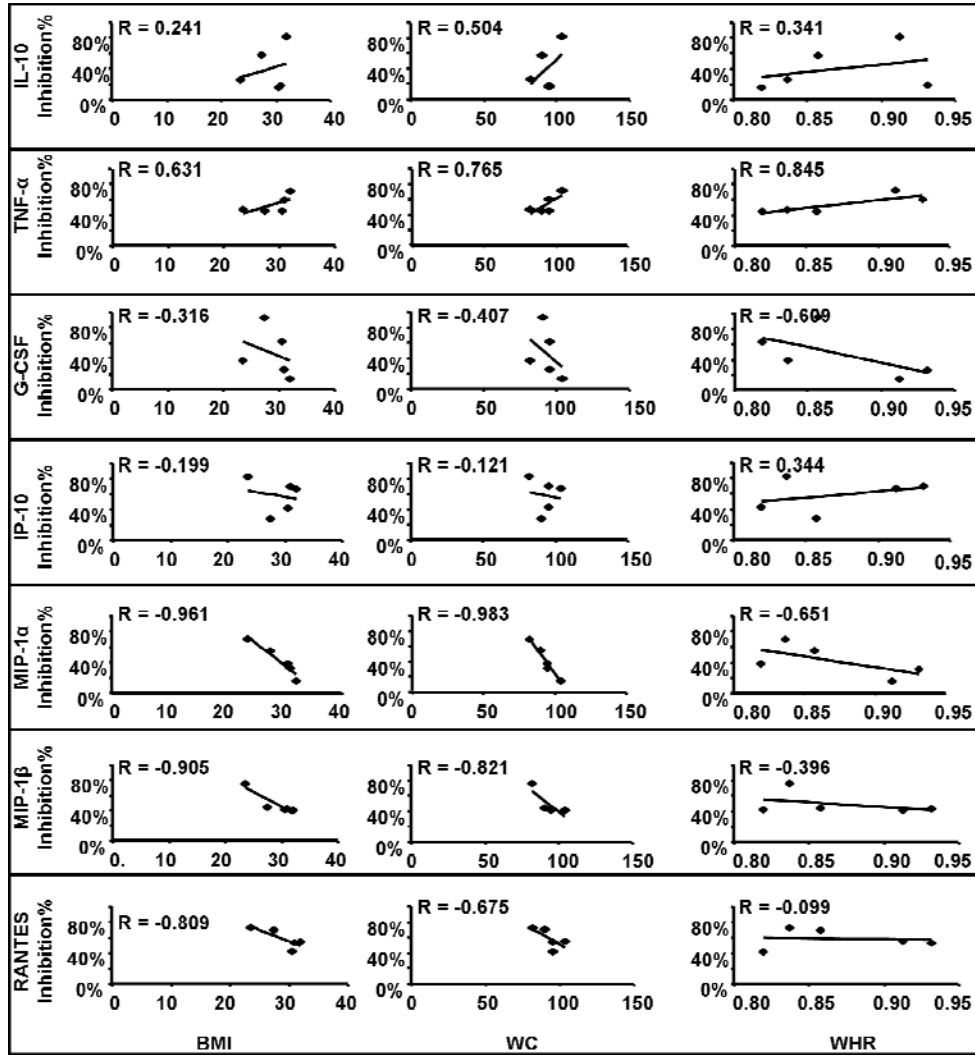 IL-10
Inhibition%
R = 0.241
R = 0.504
R = 0.341
80%
40%
0%
0 10 20 30 40
0 50 100 150
0.80 0.85 0.90 0.95
TNF-α
Inhibition%
R = 0.631
R = 0.765
R = 0.845
80%
40%
0%
80%
40%
0%
80%
40%
0%
0 10 20 30 40
0 50 100 150
0.80 0.85 0.90 0.95
G-CSF
Inhibition%
R = -0.316
R = -0.407
R = -0.609
80%
40%
0%
80%
40%
0%
80%
40%
0%
0 10 20 30 40
0 50 100 150
0.80 0.85 0.90 0.95
IP-10
Inhibition%
R = -0.199
R = -0.121
R = 0.344
80%
40%
0%
80%
40%
0%
80%
40%
0%
0 10 20 30 40
0 50 100 150
0.80 0.85 0.90 0.95
MIP-1α
Inhibition%
R = -0.961
R = -0.983
R = -0.651
80%
40%
0%
80%
40%
0%
80%
40%
0%
0 10 20 30 40
0 50 100 150
0.80 0.85 0.90 0.95
MIP-1β
Inhibition%
R = -0.905
R = -0.821
R = -0.396
80%
40%
0%
80%
40%
0%
80%
40%
0%
0. 10 20 30 40
0 50 100 150
0.80 0.85 0.90 0.95
RANTES
Inhibition%
R = -0.809
R = -0.675
R = -0.099
80%
40%
0%
80%
40%
0%
80%
40%
0%
0 10 20 30 40
0 50 100 150
0.80 0.85 0.90 0.95
BMI
WC
WHR